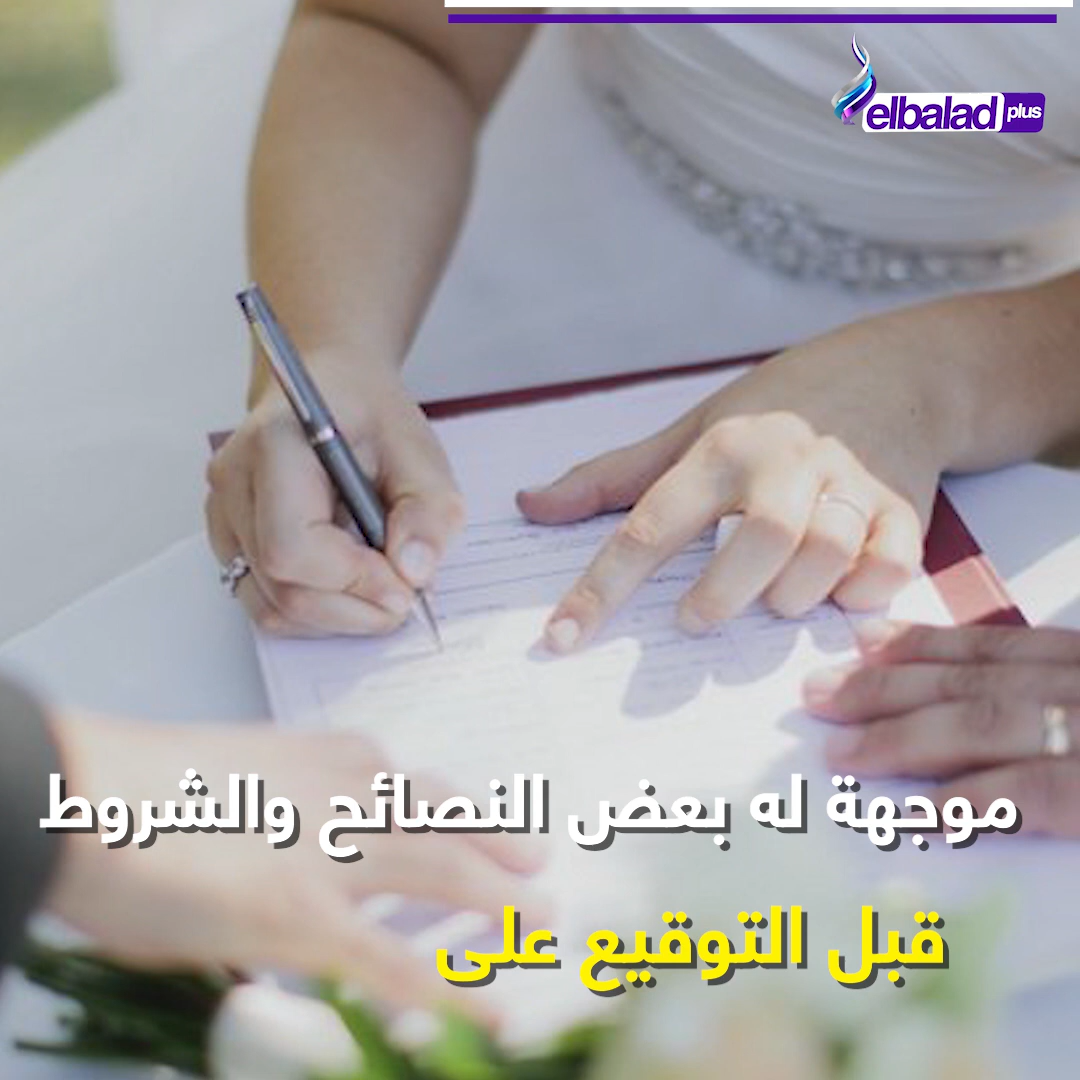 elbalad plus
موجهة له بعض النصائح والشروط
قبل التوقيع على